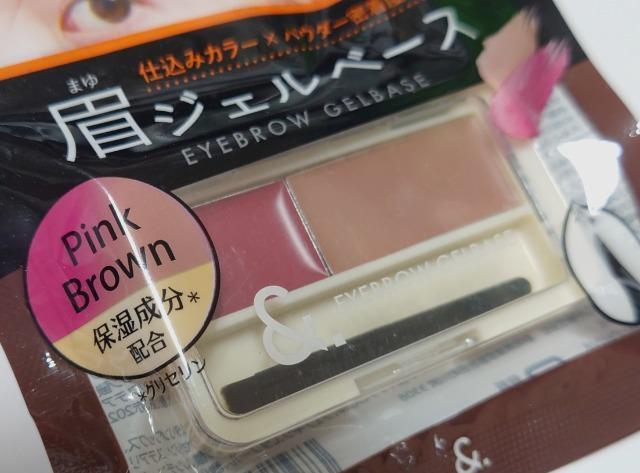 仕込みカラー×パウダー密着
まゆ
眉ジェルベース
EYEBROW GELBASE
Pink
Brown
保湿成分*
配合
*グリセリン
&.
EYEBROW GELBASE
&.